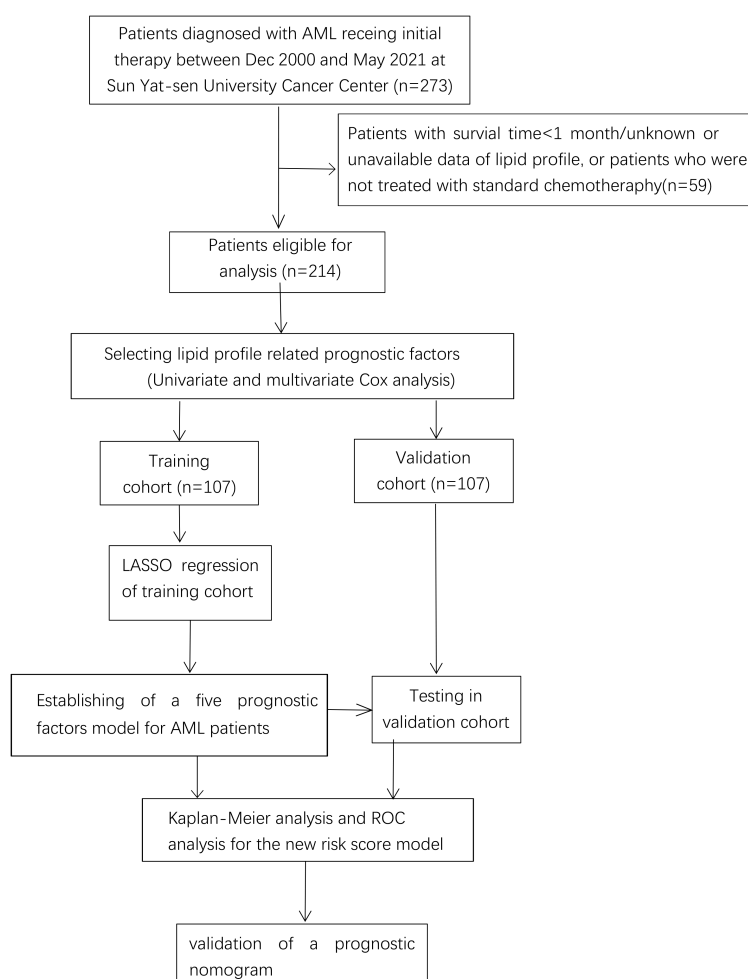 Patients diagnosed with AML receing initial
therapy between Dec 2000 and May 2021 at
Sun Yat-sen University Cancer Center (n=273)
Patients with survial time<1 month/unknown or
unavailable data of lipid profile, or patients who were
not treated with standard chemotheraphy(n=59)
Patients eligible for
analysis (n=214)
Selecting lipid profile related prognostic factors
(Univariate and multivariate Cox analysis)
Training
cohort (n=107)
Validation
cohort (n=107)
LASSO regression
of training cohort
Establishing of a five prognostic
factors model for AML patients
Testing in
validation cohort
Kaplan-Meier analysis and ROC
analysis for the new risk score model
validation of a prognostic
nomogram